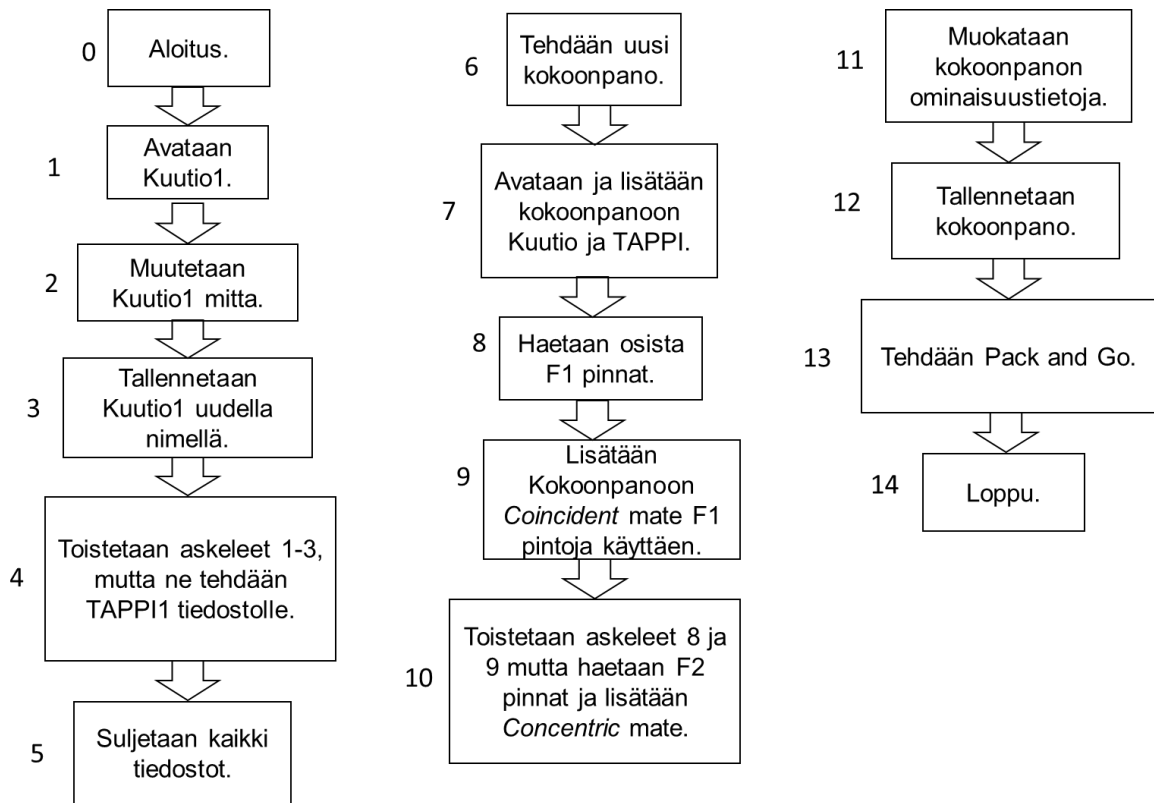 0
Aloitus.
1
Avataan
Kuutio1.
2
Muutetaan
Kuutio1 mitta.
3
Tallennetaan
Kuutio1 uudella
nimellä.
4
Toistetaan askeleet 1-3,
mutta ne tehdään
TAPPI1 tiedostolle.
5
Suljetaan kaikki
tiedostot.
6
Tehdään uusi
kokoonpano.
7
Avataan ja lisätään
kokoonpanoon
Kuutio ja TAPPI.
8
Haetaan osista
F1 pinnat.
9
Lisätään
Kokoonpanoon
Coincident mate F1
pintoja käyttäen.
10
Toistetaan askeleet 8 ja
9 mutta haetaan F2
pinnat ja lisätään
Concentric mate.
11
Muokataan
kokoonpanon
ominaisuustietoja.
12
Tallennetaan
kokoonpano.
13
Tehdään Pack and Go.
14
Loppu.